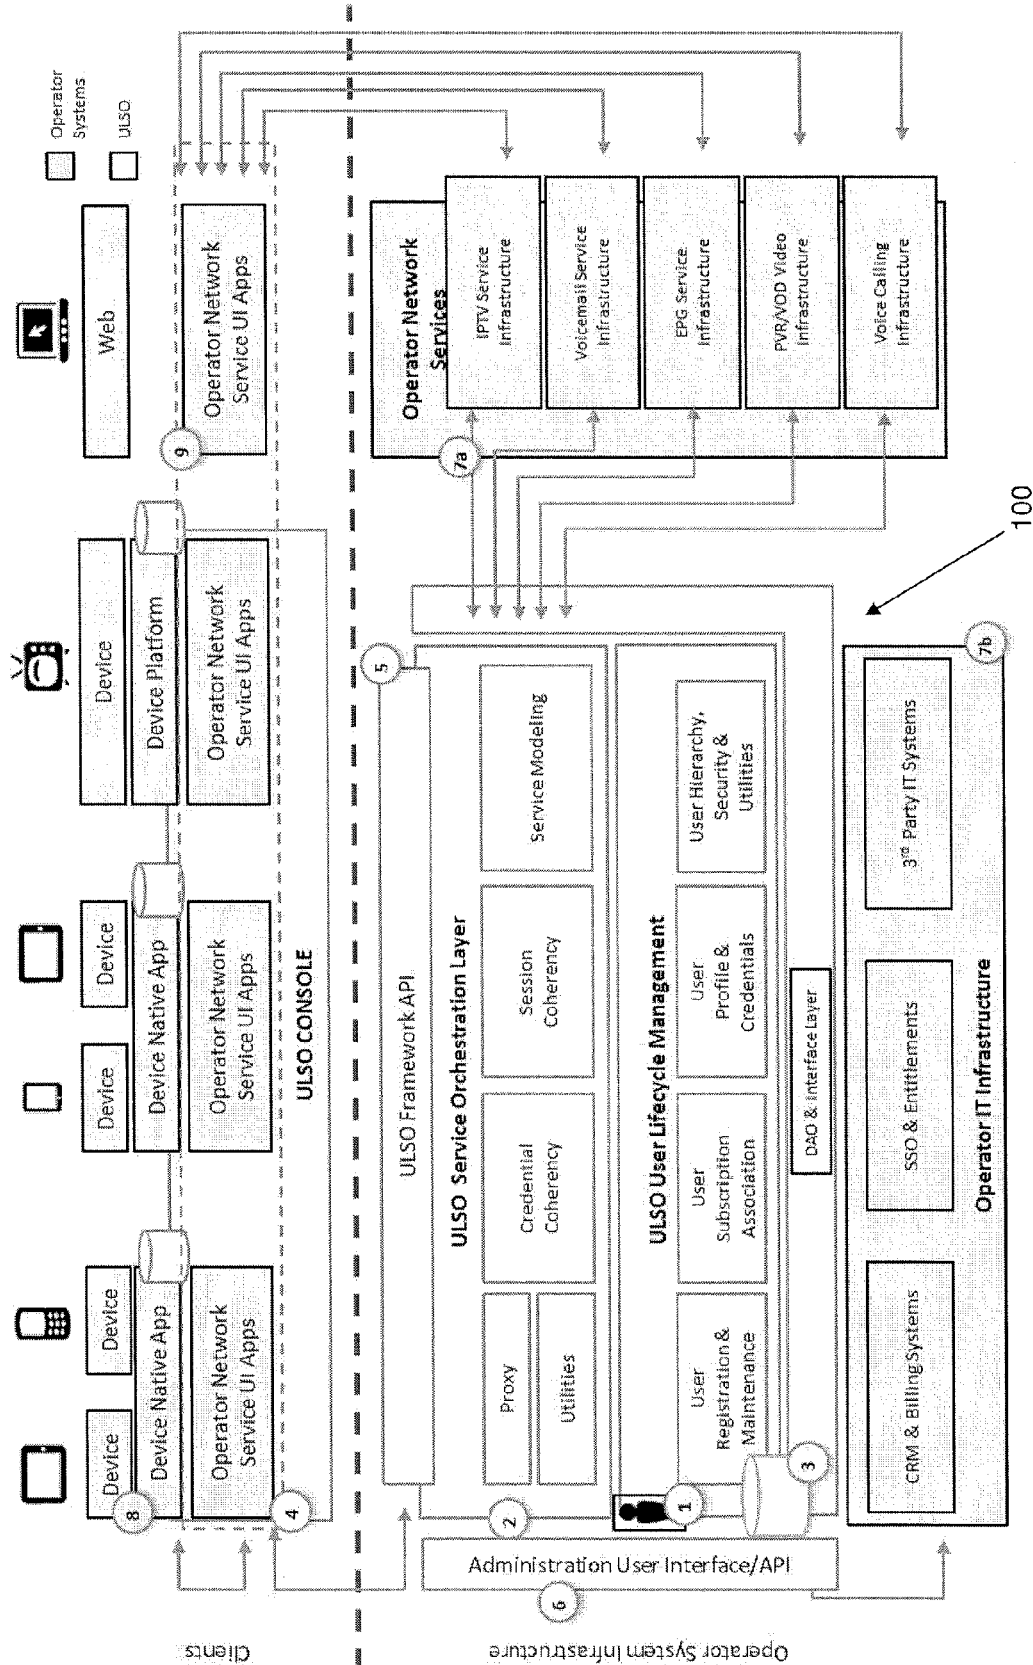 Clients
Operator System Infrastructure
Operator
Systems
ULSO
Device
Device
Device Native App
Operator Network
Service UI Apps
8
4
Device
Device
Device Native App
Operator Network
Service UI Apps
Device
Device Platform
Operator Network
Service UI Apps
Web
9
Operator Network
Service UI Apps
ULSO CONSOLE
ULSO Framework API
5
ULSO Service Orchestration Layer
2
Proxy
Utilities
Credential
Coherency
Session
Coherency
Service Modeling
ULSO User Lifecycle Management
1
User
Registration &
Maintenance
User
Subscription
Association
User
Profile &
Credentials
User Hierarchy,
Security &
Utilities
3
DAO & Interface Layer
Administration User Interface/API
6
Operator Network
Services
7a
IPTV Service
Infrastructure
Voicemail Service
Infrastructure
EPG Service
Infrastructure
PVR/VOD Video
Infrastructure
Voice Calling
Infrastructure
CRM & Billing Systems
SSO & Entitlements
3rd Party IT Systems
Operator IT Infrastructure
7b
100